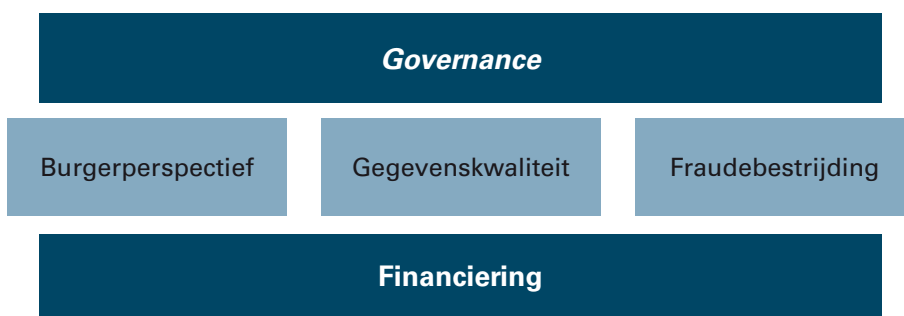 Governance
Burgerperspectief
Gegevenskwaliteit
Fraudebestrijding
Financiering